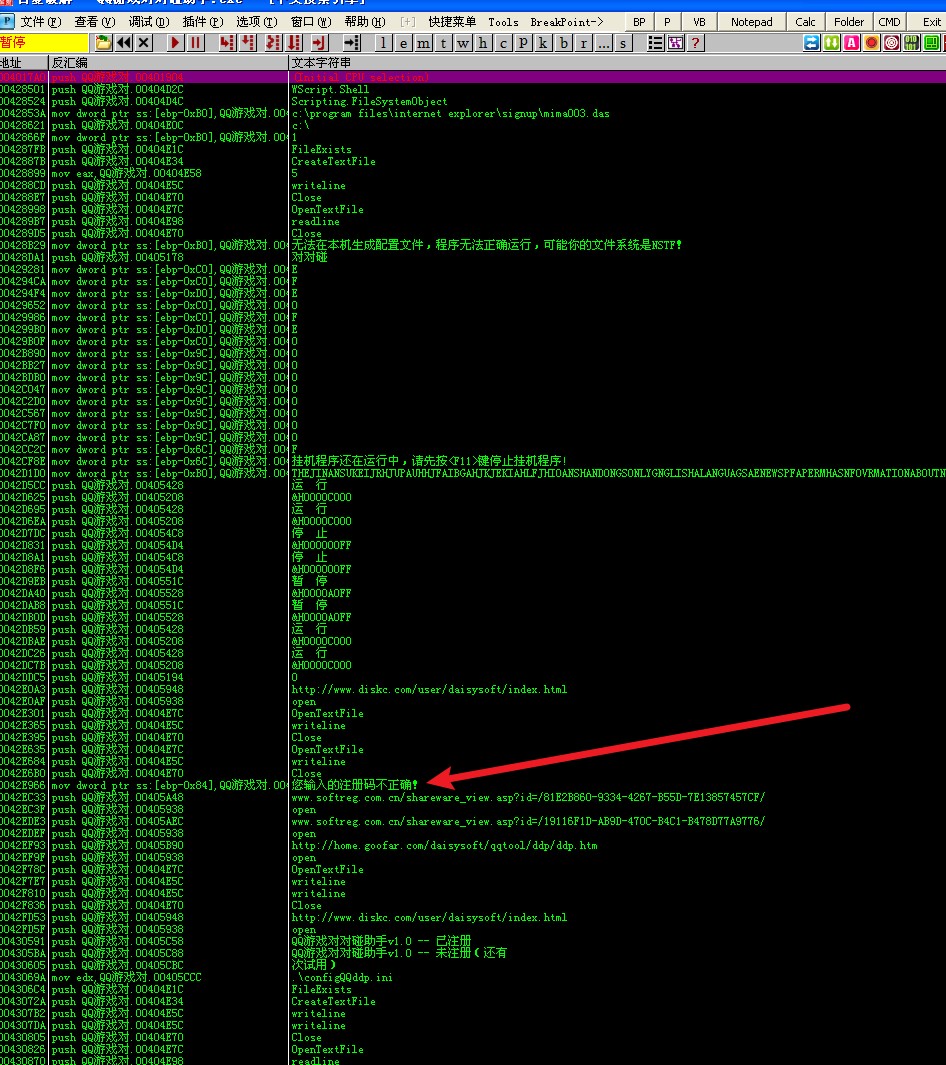 文件(F) 查看(V) 调试(D) 插件(P) 选项(T) 窗口(W) 帮助(H) [+] 快捷菜单 Tools BreakPoint-> BP P VB Notepad Calc Folder CMD Exit
暂停 l e m t w h c p k b r ... s ?
地址 反汇编 文本字符串
004017A0 push QQ游戏对.00401904 (Initial CPU selection)
00428501 push QQ游戏对.00404D2C WScript.Shell
00428524 push QQ游戏对.00404D4C Scripting.FileSystemObject
0042853A mov dword ptr ss:[ebp-0xB0],QQ游戏对.00 c:\program files\internet explorer\signup\mima003.das
00428621 push QQ游戏对.00404E0C c:\
0042866F mov dword ptr ss:[ebp-0xB0],QQ游戏对.00 1
004287FB push QQ游戏对.00404E1C FileExists
0042887B push QQ游戏对.00404E34 CreateTextFile
00428899 mov eax,QQ游戏对.00404E58 5
004288CD push QQ游戏对.00404E5C writeline
004288E7 push QQ游戏对.00404E70 Close
00428998 push QQ游戏对.00404E7C OpenTextFile
004289B7 push QQ游戏对.00404E98 readline
004289D5 push QQ游戏对.00404E70 Close
00428B29 mov dword ptr ss:[ebp-0xB0],QQ游戏对.00 无法在本机生成配置文件，程序无法正确运行，可能你的文件系统是NSTF!
00428DA1 push QQ游戏对.00405178 对对碰
00429281 mov dword ptr ss:[ebp-0xC0],QQ游戏对.00 E
004294CA mov dword ptr ss:[ebp-0xC0],QQ游戏对.00 F
004294F4 mov dword ptr ss:[ebp-0xD0],QQ游戏对.00 E
00429652 mov dword ptr ss:[ebp-0xC0],QQ游戏对.00 0
00429986 mov dword ptr ss:[ebp-0xC0],QQ游戏对.00 F
004299B0 mov dword ptr ss:[ebp-0xD0],QQ游戏对.00 E
00429B0F mov dword ptr ss:[ebp-0xC0],QQ游戏对.00 0
0042B890 mov dword ptr ss:[ebp-0x9C],QQ游戏对.00 0
0042BB27 mov dword ptr ss:[ebp-0x9C],QQ游戏对.00 0
0042BDB0 mov dword ptr ss:[ebp-0x9C],QQ游戏对.00 0
0042C047 mov dword ptr ss:[ebp-0x9C],QQ游戏对.00 0
0042C2D0 mov dword ptr ss:[ebp-0x9C],QQ游戏对.00 0
0042C567 mov dword ptr ss:[ebp-0x9C],QQ游戏对.00 0
0042C7F0 mov dword ptr ss:[ebp-0x9C],QQ游戏对.00 0
0042CA87 mov dword ptr ss:[ebp-0x9C],QQ游戏对.00 0
0042CC2C mov dword ptr ss:[ebp-0x6C],QQ游戏对.00 F
0042CF8E mov dword ptr ss:[ebp-0x6C],QQ游戏对.00 挂机程序还在运行中，请先按<F11>键停止挂机程序!
0042D1D0 mov dword ptr ss:[ebp-0xB0],QQ游戏对.00 THEJINANSUKEIJRHJUPAUHHJFAIBGAHJKJEKIAHLFJHIOANSHANDONGSONLYGNGLISHALANGUAGSAENEWSPFAPERMHASNFOVRMATIONABOUTN
0042D5CC push QQ游戏对.00405428 运 行
0042D625 push QQ游戏对.00405208 &H0000C000
0042D695 push QQ游戏对.00405428 运 行
0042D6EA push QQ游戏对.00405208 &H0000C000
0042D7DC push QQ游戏对.004054C8 停 止
0042D831 push QQ游戏对.004054D4 &H000000FF
0042D8A1 push QQ游戏对.004054C8 停 止
0042D8F6 push QQ游戏对.004054D4 &H000000FF
0042D9EB push QQ游戏对.0040551C 暂 停
0042DA40 push QQ游戏对.00405528 &H0000A0FF
0042DAB8 push QQ游戏对.0040551C 暂 停
0042DB0D push QQ游戏对.00405528 &H0000A0FF
0042DB59 push QQ游戏对.00405428 运 行
0042DBAE push QQ游戏对.00405208 &H0000C000
0042DC26 push QQ游戏对.00405428 运 行
0042DC7B push QQ游戏对.00405208 &H0000C000
0042DDC5 push QQ游戏对.00405194 0
0042E0A3 push QQ游戏对.00405948 http://www.diskc.com/user/daisysoft/index.html
0042E0AF push QQ游戏对.00405938 open
0042E301 push QQ游戏对.00404E7C OpenTextFile
0042E365 push QQ游戏对.00404E5C writeline
0042E395 push QQ游戏对.00404E70 Close
0042E635 push QQ游戏对.00404E7C OpenTextFile
0042E684 push QQ游戏对.00404E5C writeline
0042E6B0 push QQ游戏对.00404E70 Close
0042E966 mov dword ptr ss:[ebp-0x84],QQ游戏对.00 您输入的注册码不正确!
0042EC33 push QQ游戏对.00405A48 www.softreg.com.cn/shareware_view.asp?id=/81E2B860-9334-4267-B55D-7E13857457CF/
0042EC3F push QQ游戏对.00405938 open
0042EDE3 push QQ游戏对.00405AEC www.softreg.com.cn/shareware_view.asp?id=/19116F1D-AB9D-470C-B4C1-B478D77A9776/
0042EDEF push QQ游戏对.00405938 open
0042EF93 push QQ游戏对.00405B90 http://home.goofar.com/daisysoft/qqtool/ddp/ddp.htm
0042EF9F push QQ游戏对.00405938 open
0042F78C push QQ游戏对.00404E7C OpenTextFile
0042F7E7 push QQ游戏对.00404E5C writeline
0042F810 push QQ游戏对.00404E5C writeline
0042F836 push QQ游戏对.00404E70 Close
0042FD53 push QQ游戏对.00405948 http://www.diskc.com/user/daisysoft/index.html
0042FD5F push QQ游戏对.00405938 open
00430591 push QQ游戏对.00405C58 QQ游戏对对碰助手v1.0 -- 已注册
004305BA push QQ游戏对.00405C88 QQ游戏对对碰助手v1.0 -- 未注册（还有
00430605 push QQ游戏对.00405CBC 次试用）
0043069A mov edx,QQ游戏对.00405CCC .\configQQddp.ini
004306C4 push QQ游戏对.00404E1C FileExists
0043072A push QQ游戏对.00404E34 CreateTextFile
004307B2 push QQ游戏对.00404E5C writeline
004307DA push QQ游戏对.00404E5C writeline
00430805 push QQ游戏对.00404E70 Close
00430826 push QQ游戏对.00404E7C OpenTextFile
00430870 push QQ游戏对.00404E98 readline